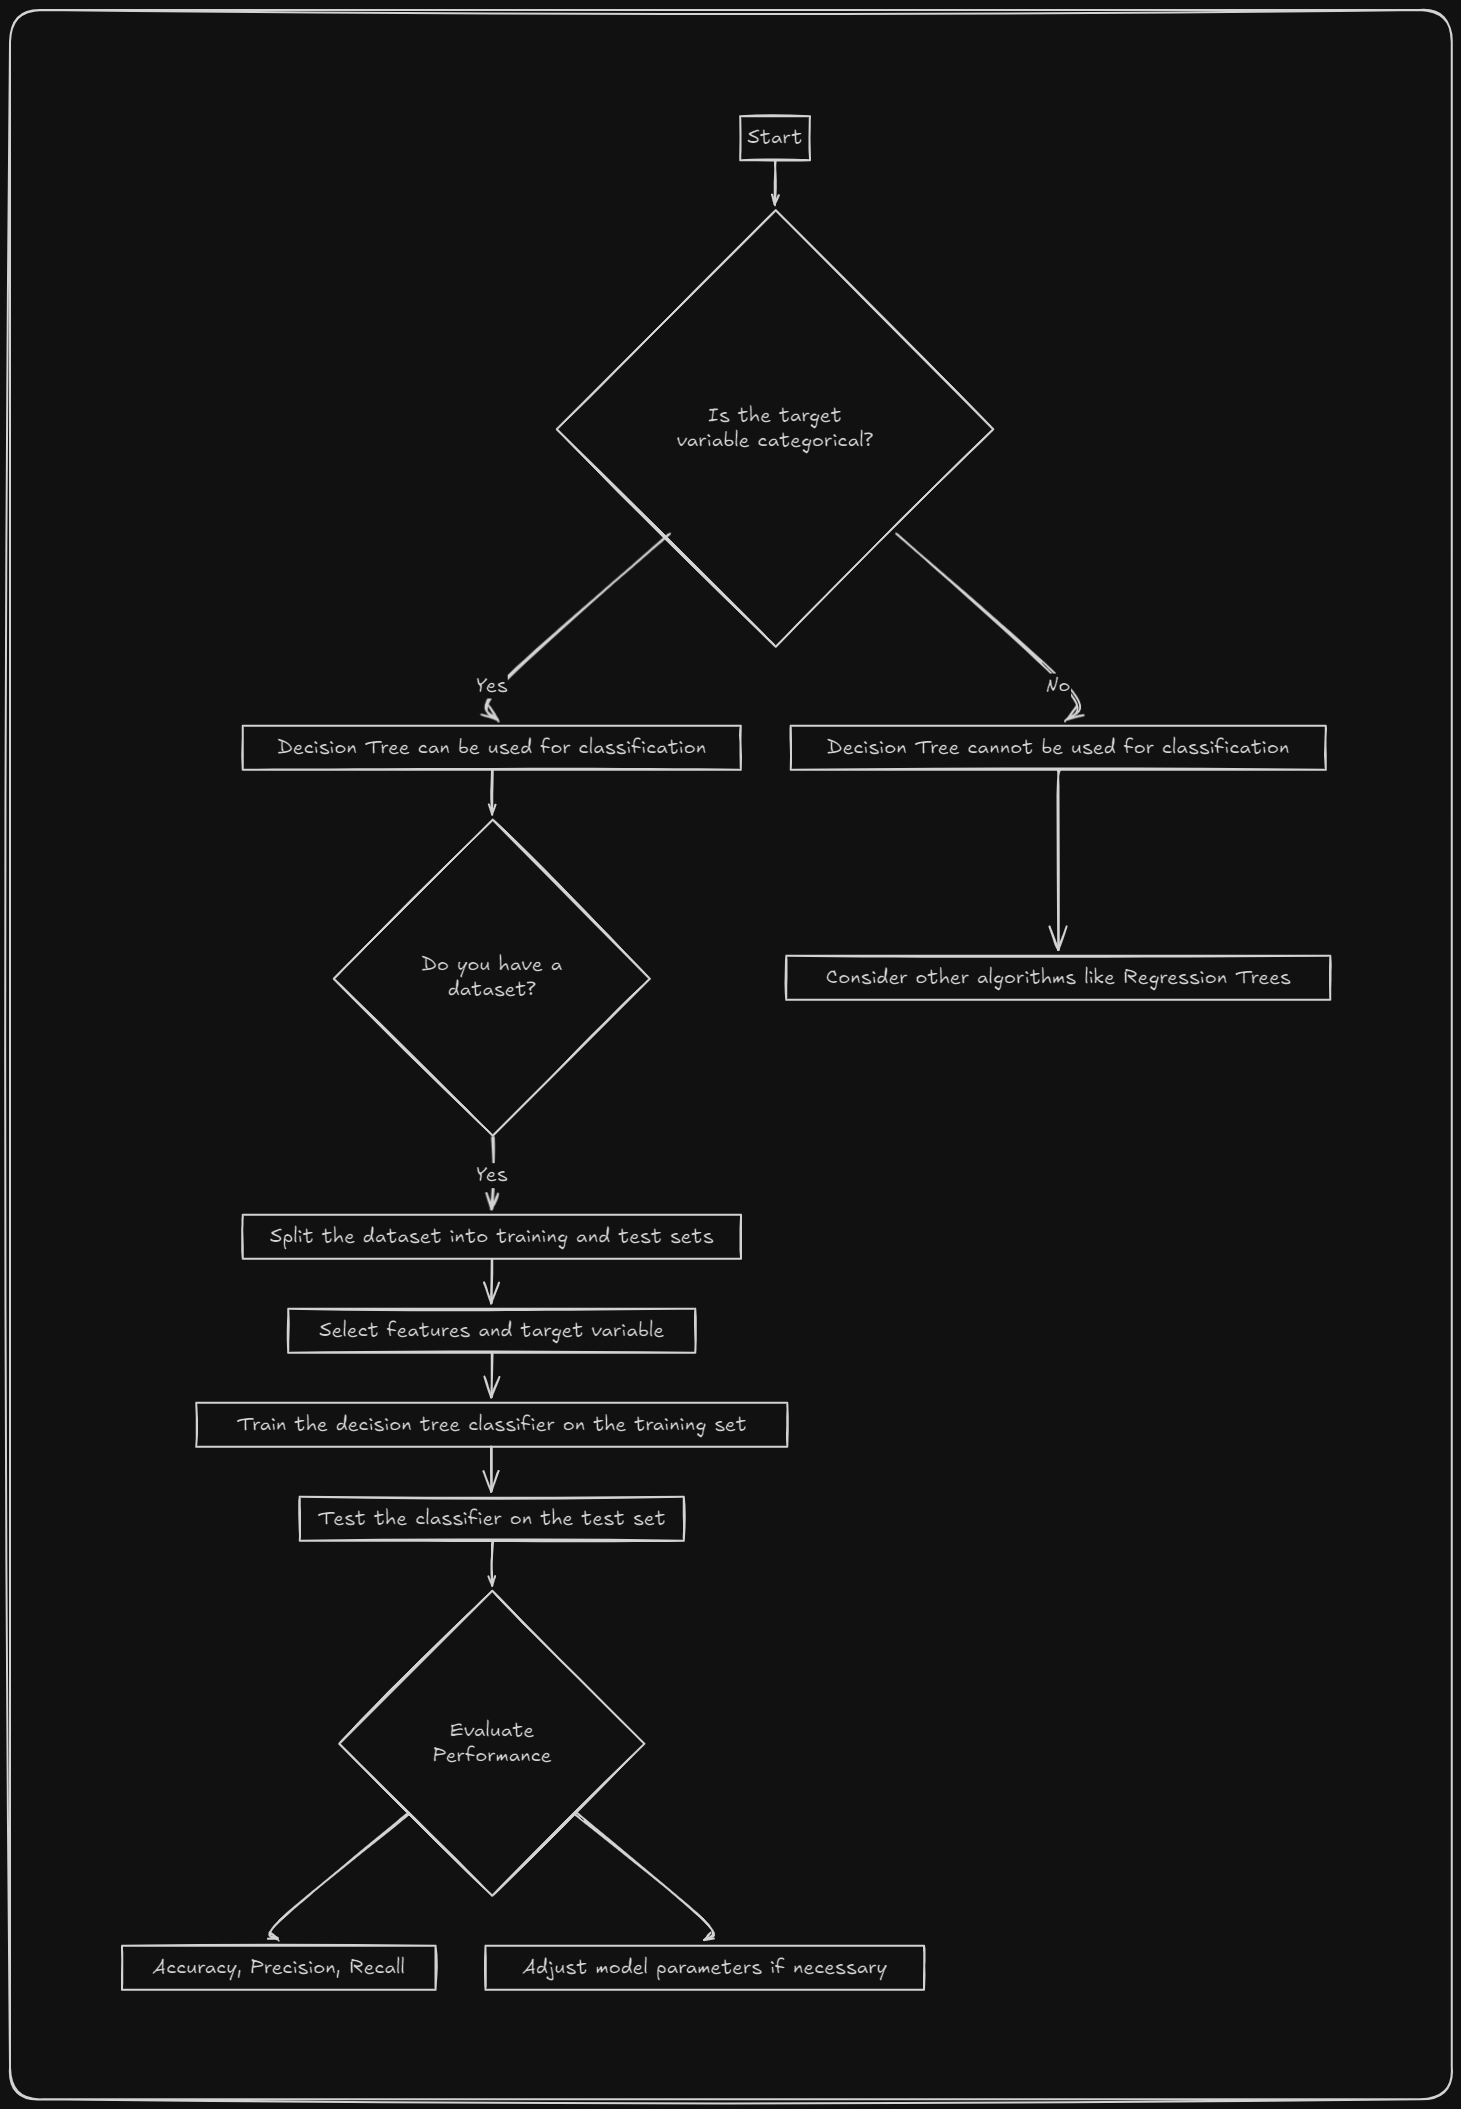 Start
Is the target
variable categorical?
Yes
No
Decision Tree can be used for classification
Decision Tree cannot be used for classification
Do you have a
dataset?
Consider other algorithms like Regression Trees
Yes
Split the dataset into training and test sets
Select features and target variable
Train the decision tree classifier on the training set
Test the classifier on the test set
Evaluate
Performance
Accuracy, Precision, Recall
Adjust model parameters if necessary